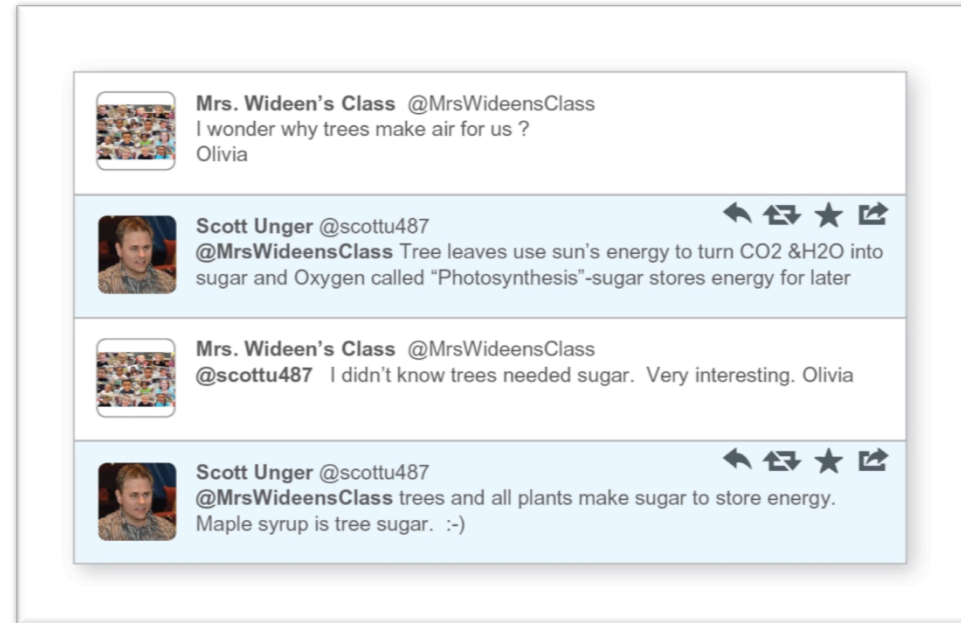 Mrs. Wideen's Class @MrsWideensClass
I wonder why trees make air for us ?
Olivia
Scott Unger @scottu487
@MrsWideensClass Tree leaves use sun's energy to turn CO2 &H2O into
sugar and Oxygen called “Photosynthesis”-sugar stores energy for later
Mrs. Wideen's Class @MrsWideensClass
@scottu487 I didn't know trees needed sugar. Very interesting. Olivia
Scott Unger @scottu487
@MrsWideensClass trees and all plants make sugar to store energy.
Maple syrup is tree sugar. :-)